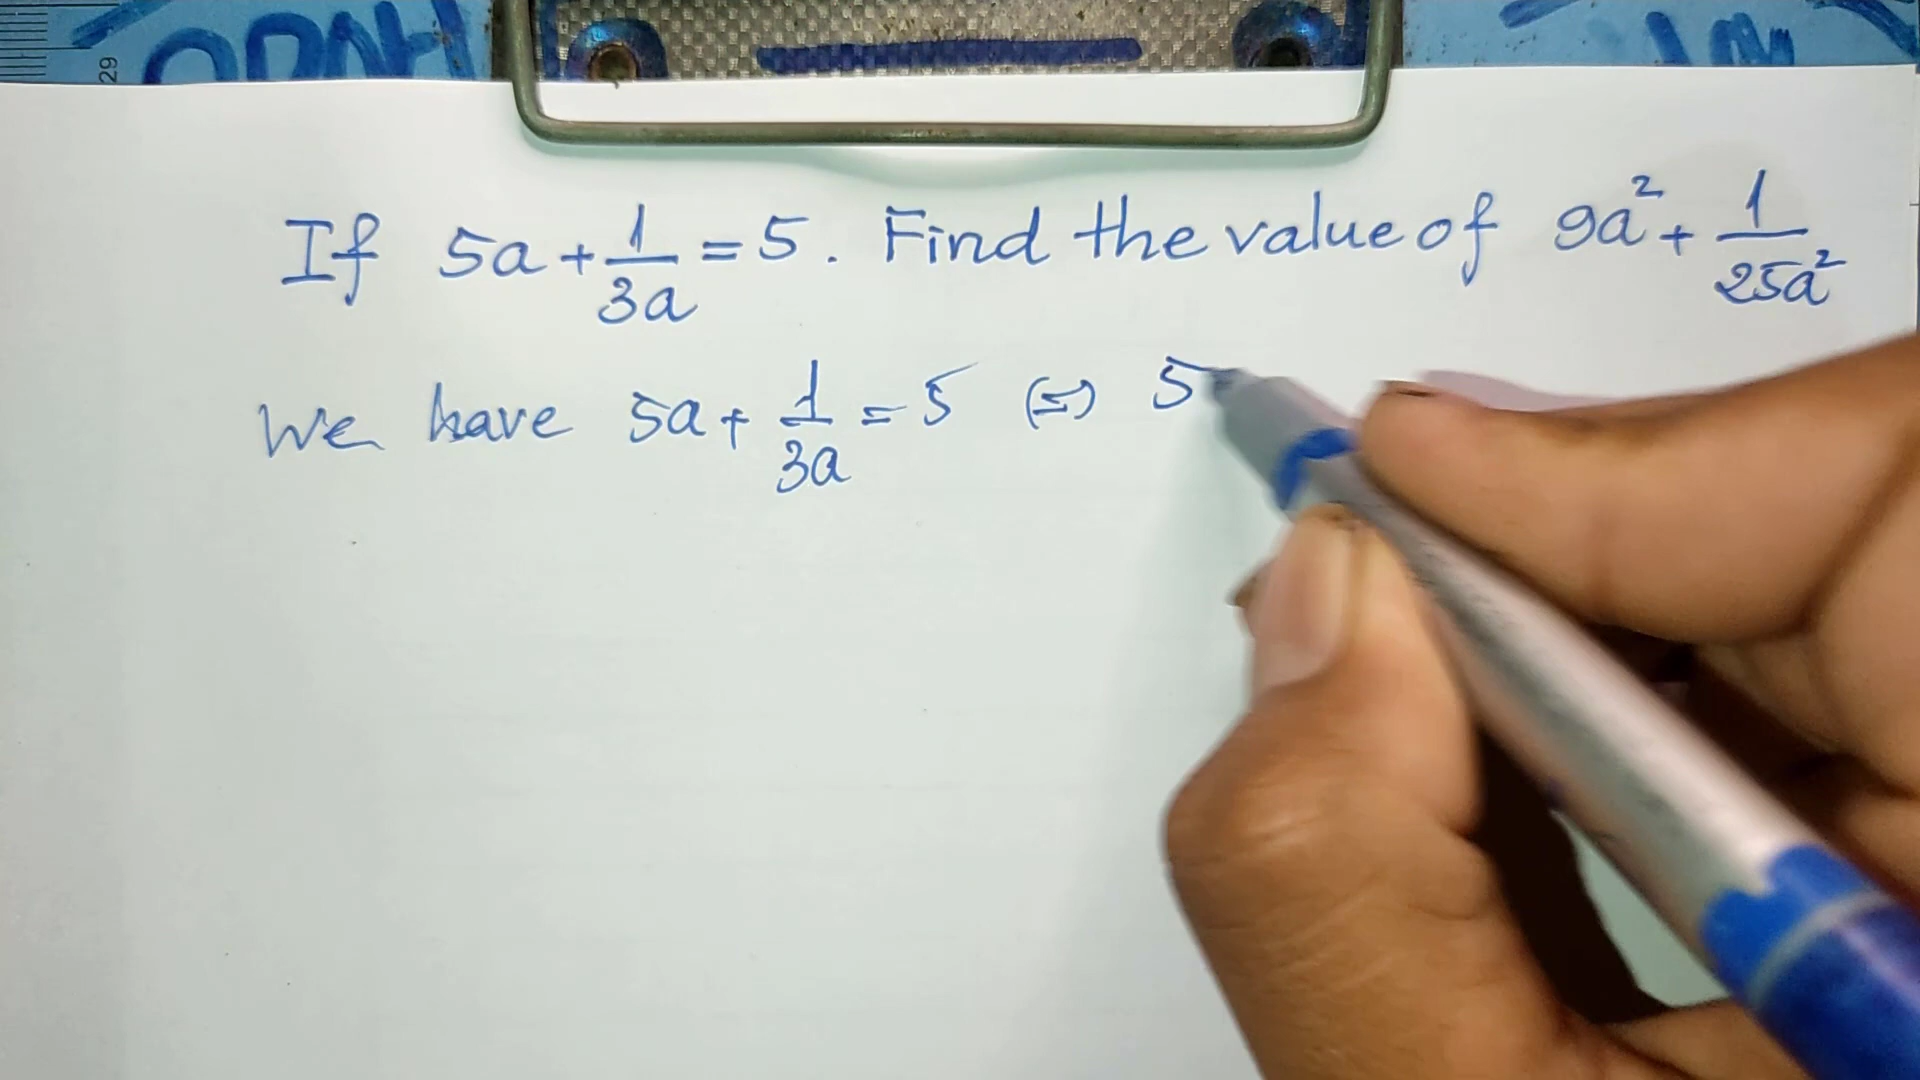 29
If 5a + 1/3a = 5. Find the value of 9a² + 1/25a²
We have 5a + 1/3a = 5 (=) 5